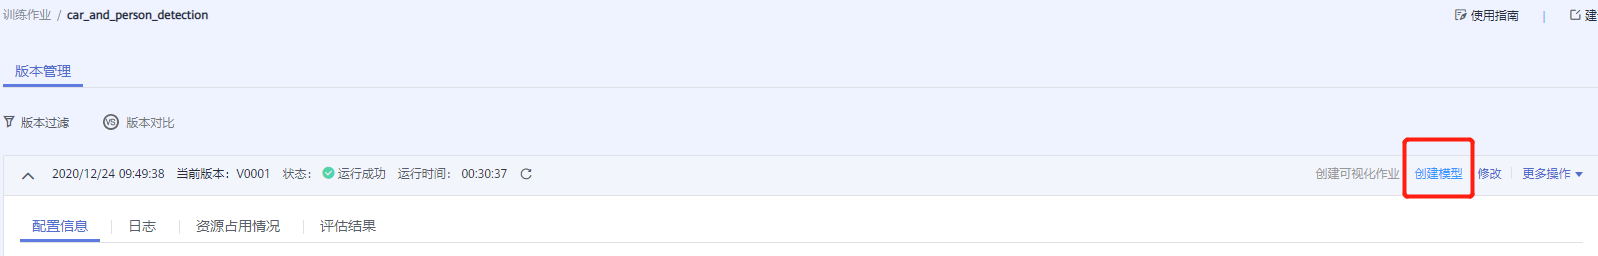 训练作业 / car_and_person_detection 使用指南 | 建
版本管理
版本过滤 VS 版本对比
2020/12/24 09:49:38 当前版本: V0001 状态: 运行成功 运行时间: 00:30:37 创建可视化作业 创建模型 修改 更多操作
配置信息 日志 资源占用情况 评估结果